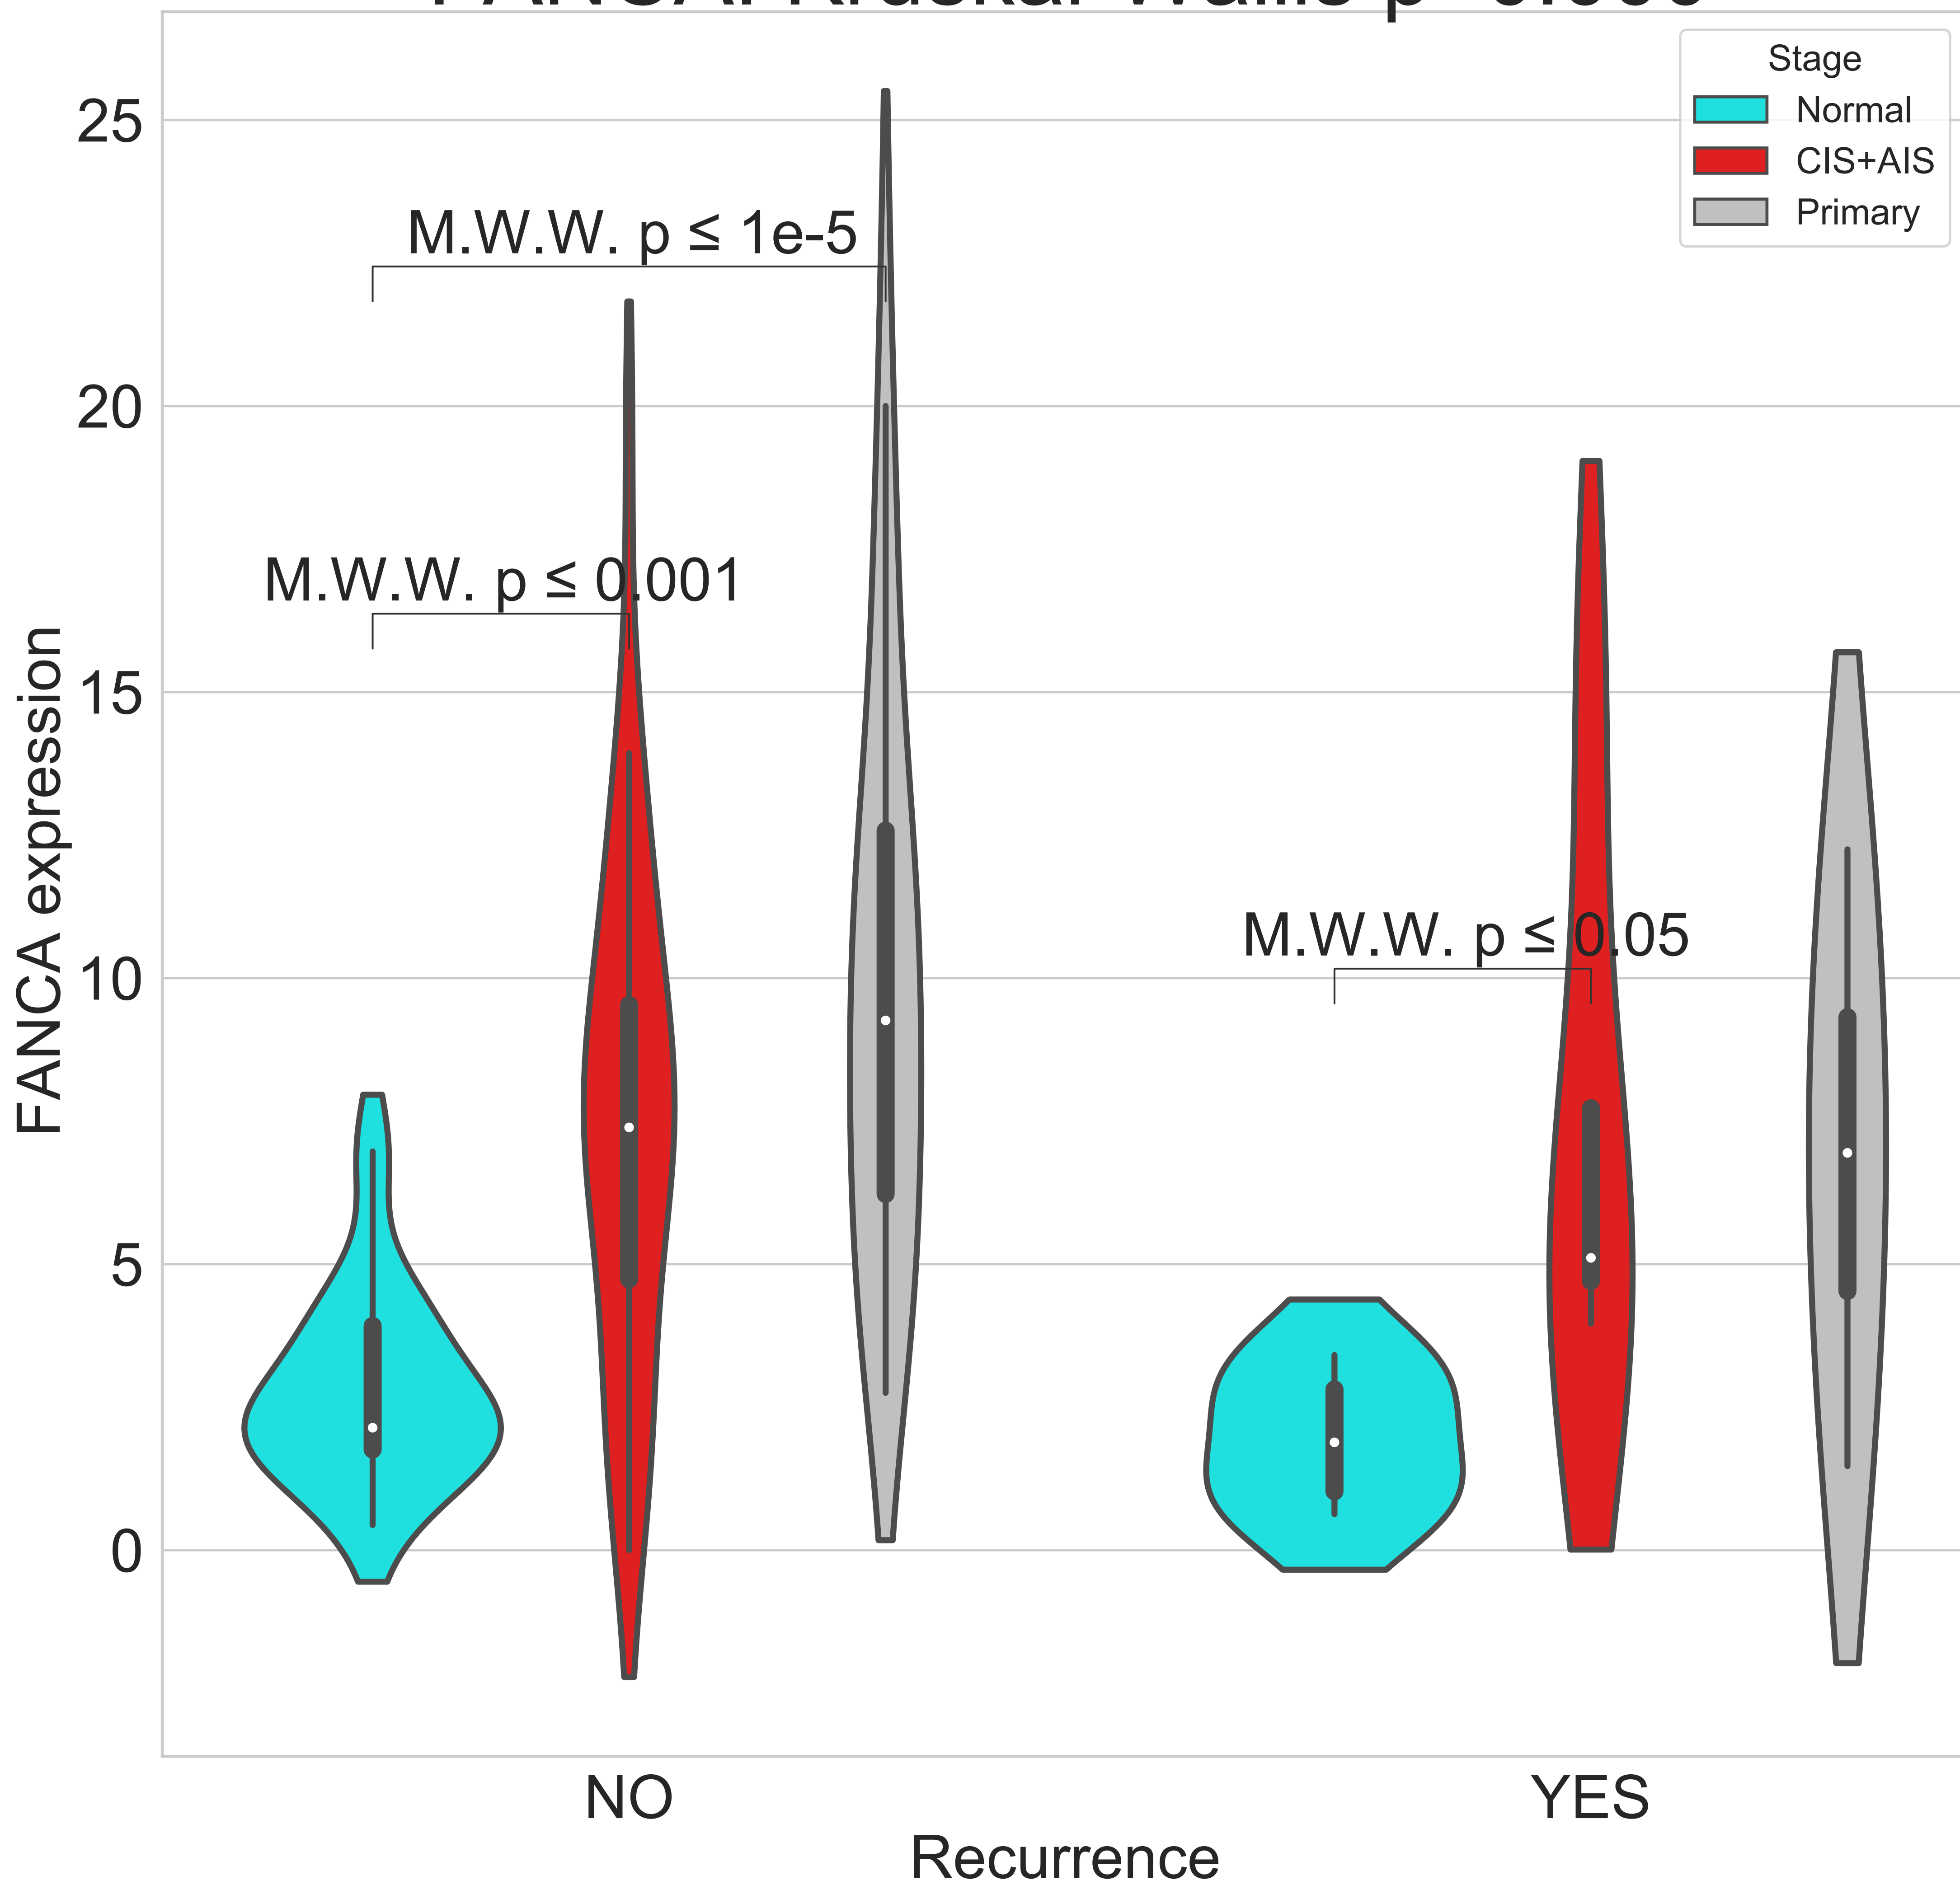 Stage
Normal
CIS+AIS
Primary
25
20
15
10
5
0
FANCA expression
M.W.W. p ≤ 1e-5
M.W.W. p ≤ 0.001
M.W.W. p ≤ 0.05
NO
YES
Recurrence